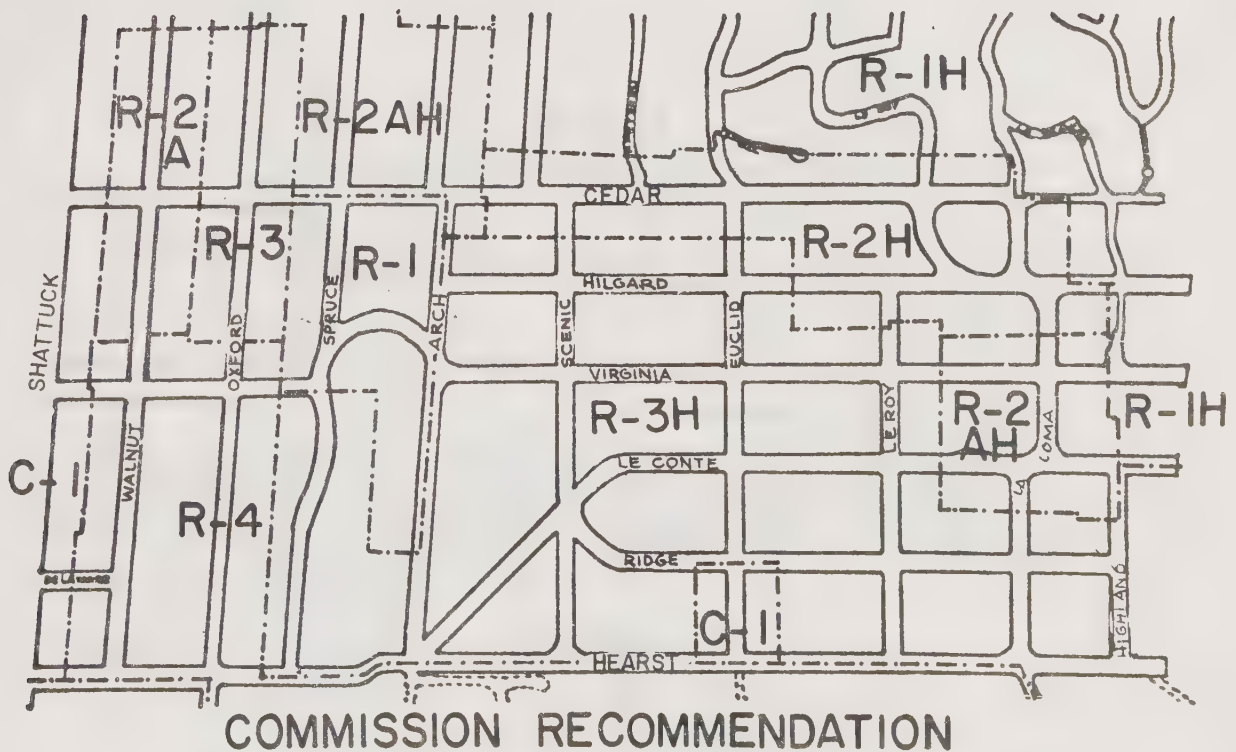 R-1H
R-2
A
R-2AH
CEDAR
R-3
R-1
R-2H
SHATTUCK
OXFORD
SPRUCE
ARCH
HILGARD
SCENIC
EUCLID
VIRGINIA
WALNUT
R-3H
LE ROY
R-2
AH
LA LOMA
R-1H
LE CONTE
C-1
R-4
RIDGE
C-1
HIGHLAND
HEARST
COMMISSION RECOMMENDATION